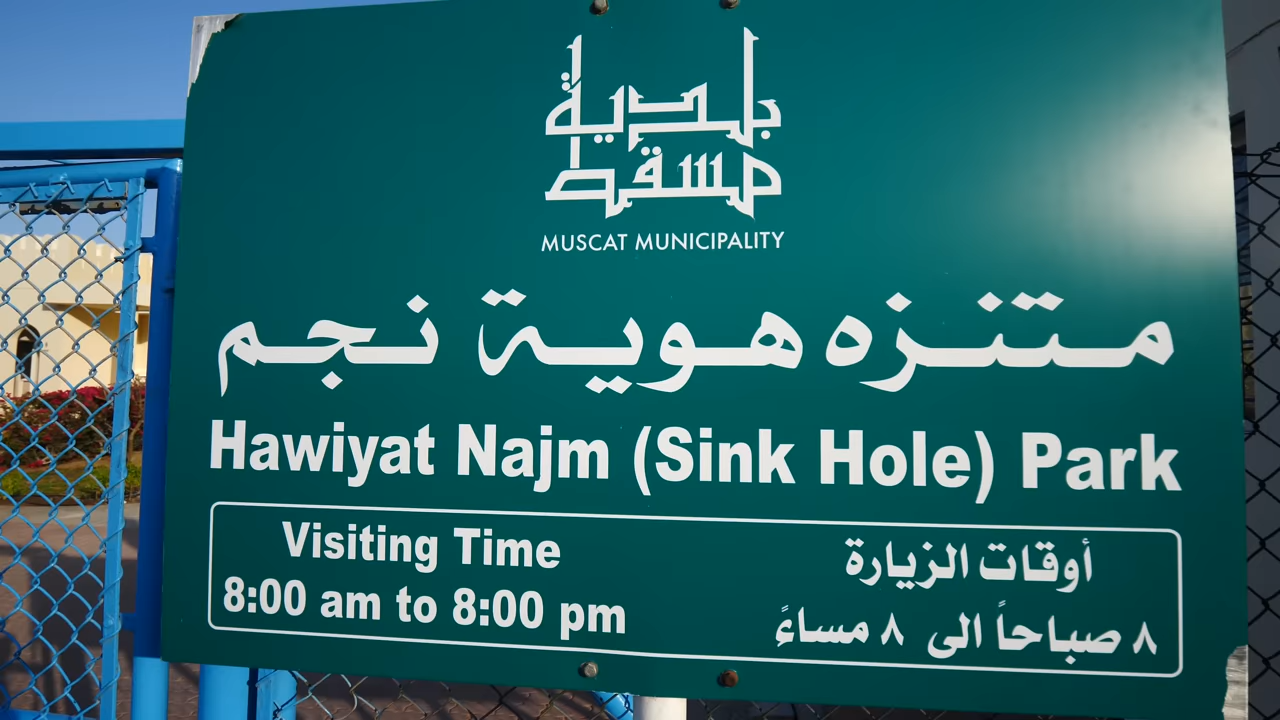 بلدية
مسقط
MUSCAT MUNICIPALITY
متنزه هوية نجم
Hawiyat Najm (Sink Hole) Park
Visiting Time
8:00 am to 8:00 pm
أوقات الزيارة
٨ صباحاً الى ٨ مساءً